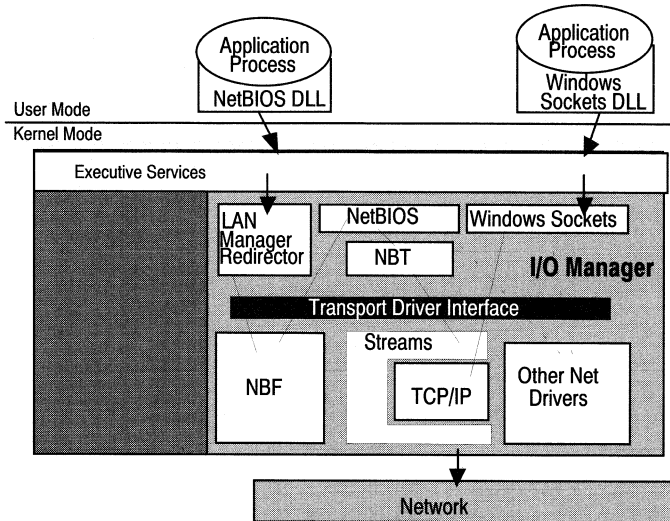 Application
Process
NetBIOS DLL
Application
Process
Windows
Sockets DLL
User Mode
Kernel Mode
Executive Services
LAN
Manager
Redirector
NetBIOS
Windows Sockets
NBT
I/O Manager
Transport Driver Interface
NBF
Streams
TCP/IP
Other Net
Drivers
Network